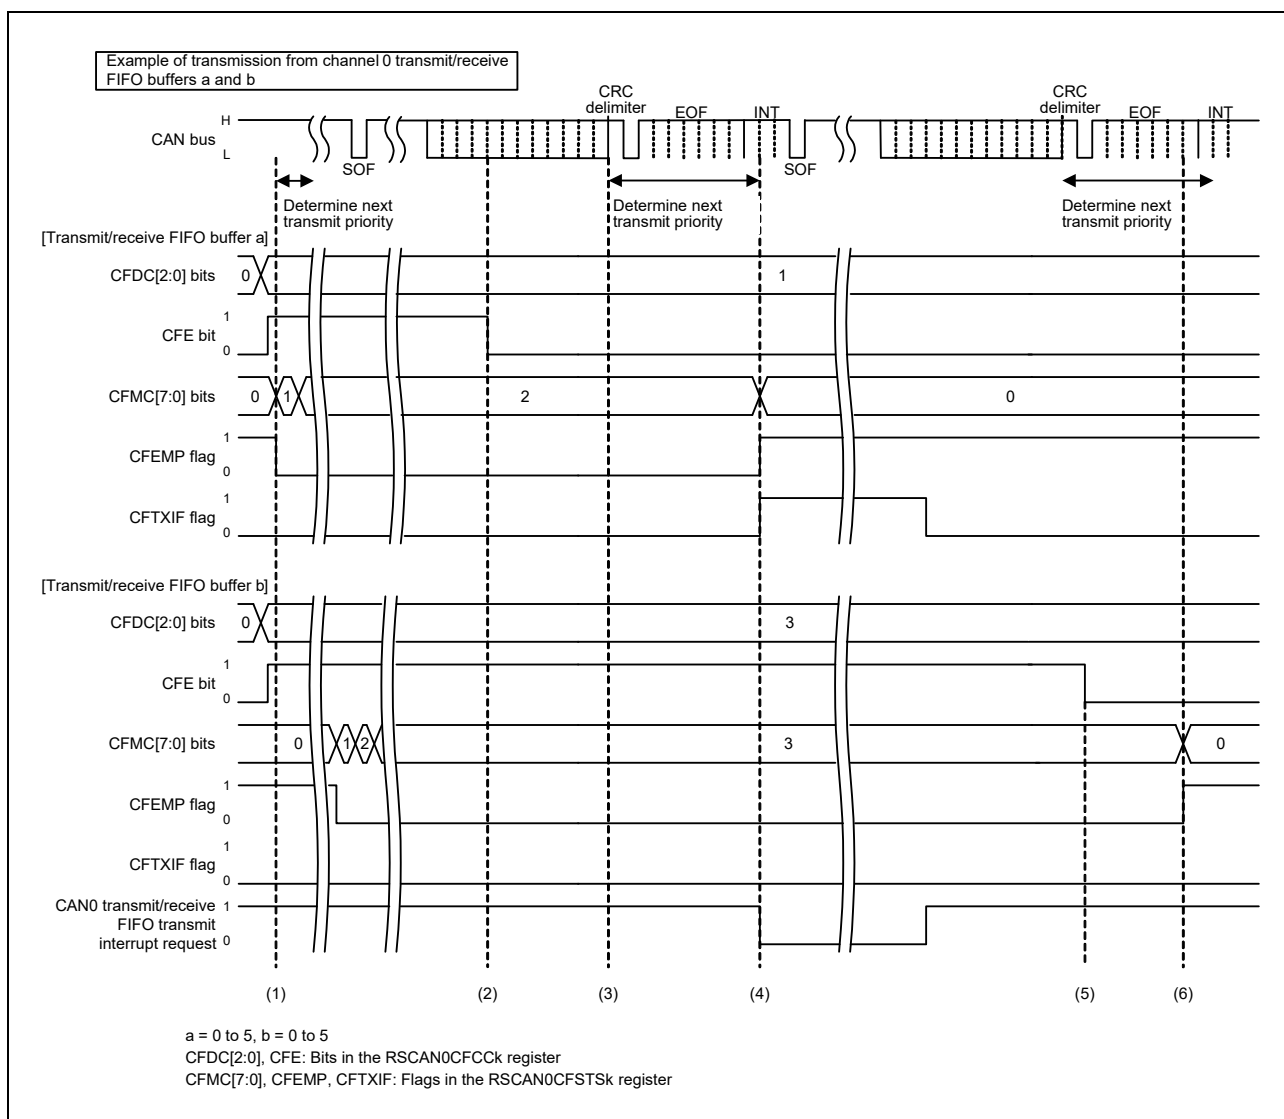 Example of transmission from channel 0 transmit/receive
FIFO buffers a and b
CRC
delimiter
EOF
INT
CRC
delimiter
EOF
INT
H
CAN bus
L
SOF
SOF
Determine next
transmit priority
Determine next
transmit priority
Determine next
transmit priority
[Transmit/receive FIFO buffer a]
CFDC[2:0] bits
0
1
CFE bit
1
0
CFMC[7:0] bits
0
1
2
0
CFEMP flag
1
0
CFTXIF flag
1
0
[Transmit/receive FIFO buffer b]
CFDC[2:0] bits
0
3
CFE bit
1
0
CFMC[7:0] bits
0
1
2
3
0
CFEMP flag
1
0
CFTXIF flag
1
0
CAN0 transmit/receive
FIFO transmit
interrupt request
1
0
(1)
(2)
(3)
(4)
(5)
(6)
a = 0 to 5, b = 0 to 5
CFDC[2:0], CFE: Bits in the RSCAN0CFCCk register
CFMC[7:0], CFEMP, CFTXIF: Flags in the RSCAN0CFSTSk register